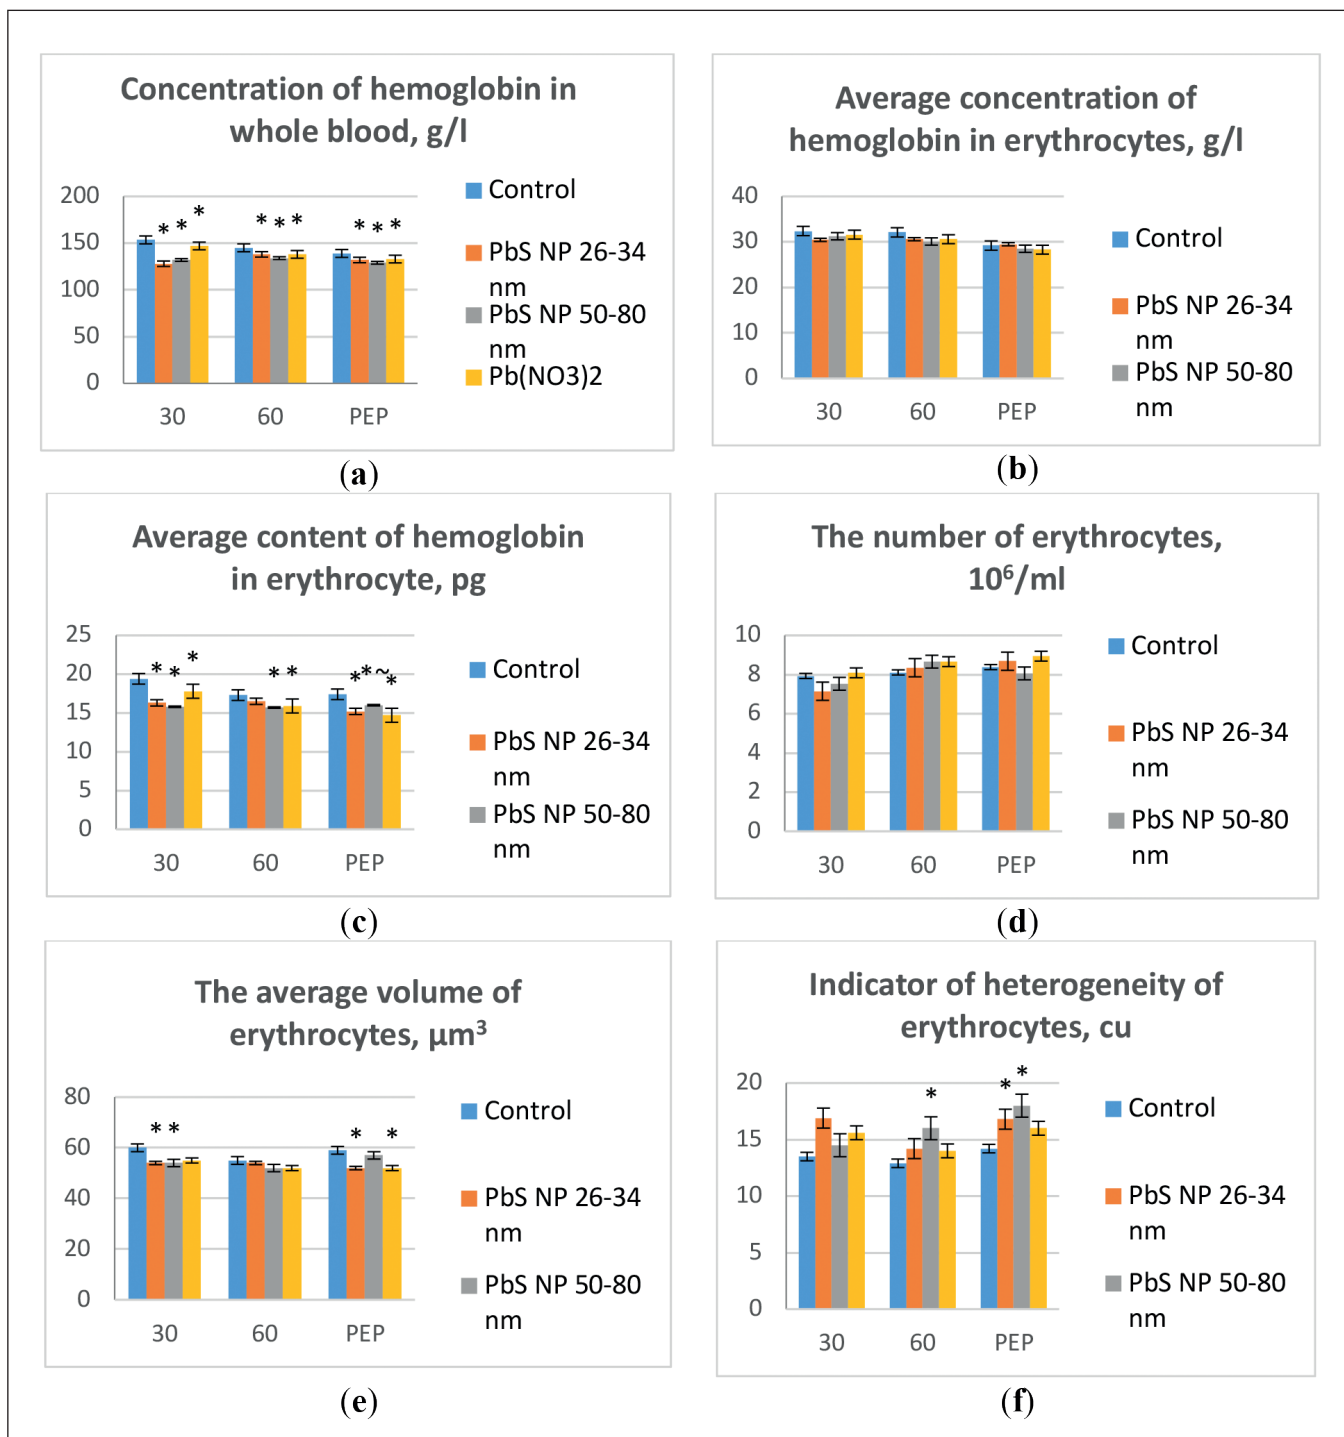 Concentration of hemoglobin in
whole blood, g/l
200
150
100
50
0
* * *
* * *
* * *
30 60 PEP
Control
PbS NP 26-34
nm
PbS NP 50-80
nm
Pb(NO3)2
(a)
Average concentration of
hemoglobin in erythrocytes, g/l
40
30
20
10
0
30 60 PEP
Control
PbS NP 26-34
nm
PbS NP 50-80
nm
(b)
Average content of hemoglobin
in erythrocyte, pg
25
20
15
10
5
0
* * *
* *
* *~ *
30 60 PEP
Control
PbS NP 26-34
nm
PbS NP 50-80
nm
(c)
The number of erythrocytes,
10⁶/ml
10
8
6
4
2
0
30 60 PEP
Control
PbS NP 26-34
nm
PbS NP 50-80
nm
(d)
The average volume of
erythrocytes, µm³
80
60
40
20
0
* *
* *
30 60 PEP
Control
PbS NP 26-34
nm
PbS NP 50-80
nm
(e)
Indicator of heterogeneity of
erythrocytes, cu
20
15
10
5
0
*
* *
30 60 PEP
Control
PbS NP 26-34
nm
PbS NP 50-80
nm
(f)